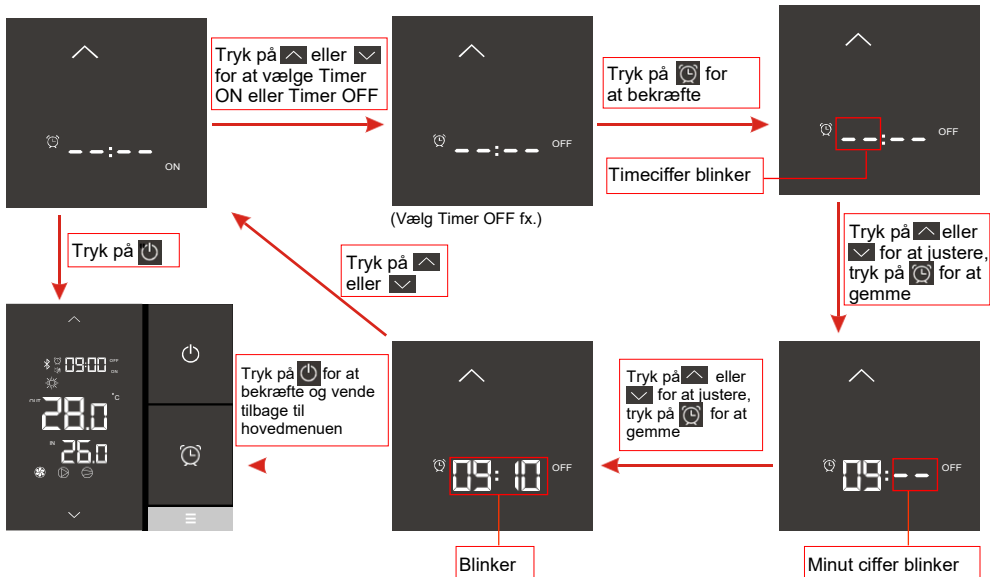 Tryk på eller
for at vælge Timer
ON eller Timer OFF
--:--
ON
--:--
OFF
(Vælg Timer OFF fx.)
Tryk på for
at bekræfte
--:--
OFF
Timeciffer blinker
Tryk på eller
for at justere,
tryk på for at
gemme
09:--
OFF
Minut ciffer blinker
Tryk på eller
for at justere,
tryk på for at
gemme
09:10
OFF
Blinker
Tryk på
eller
Tryk på for at
bekræfte og vende
tilbage til
hovedmenuen
Tryk på
09:00 OFF
ON
OUT 28.0 °C
IN 26.0